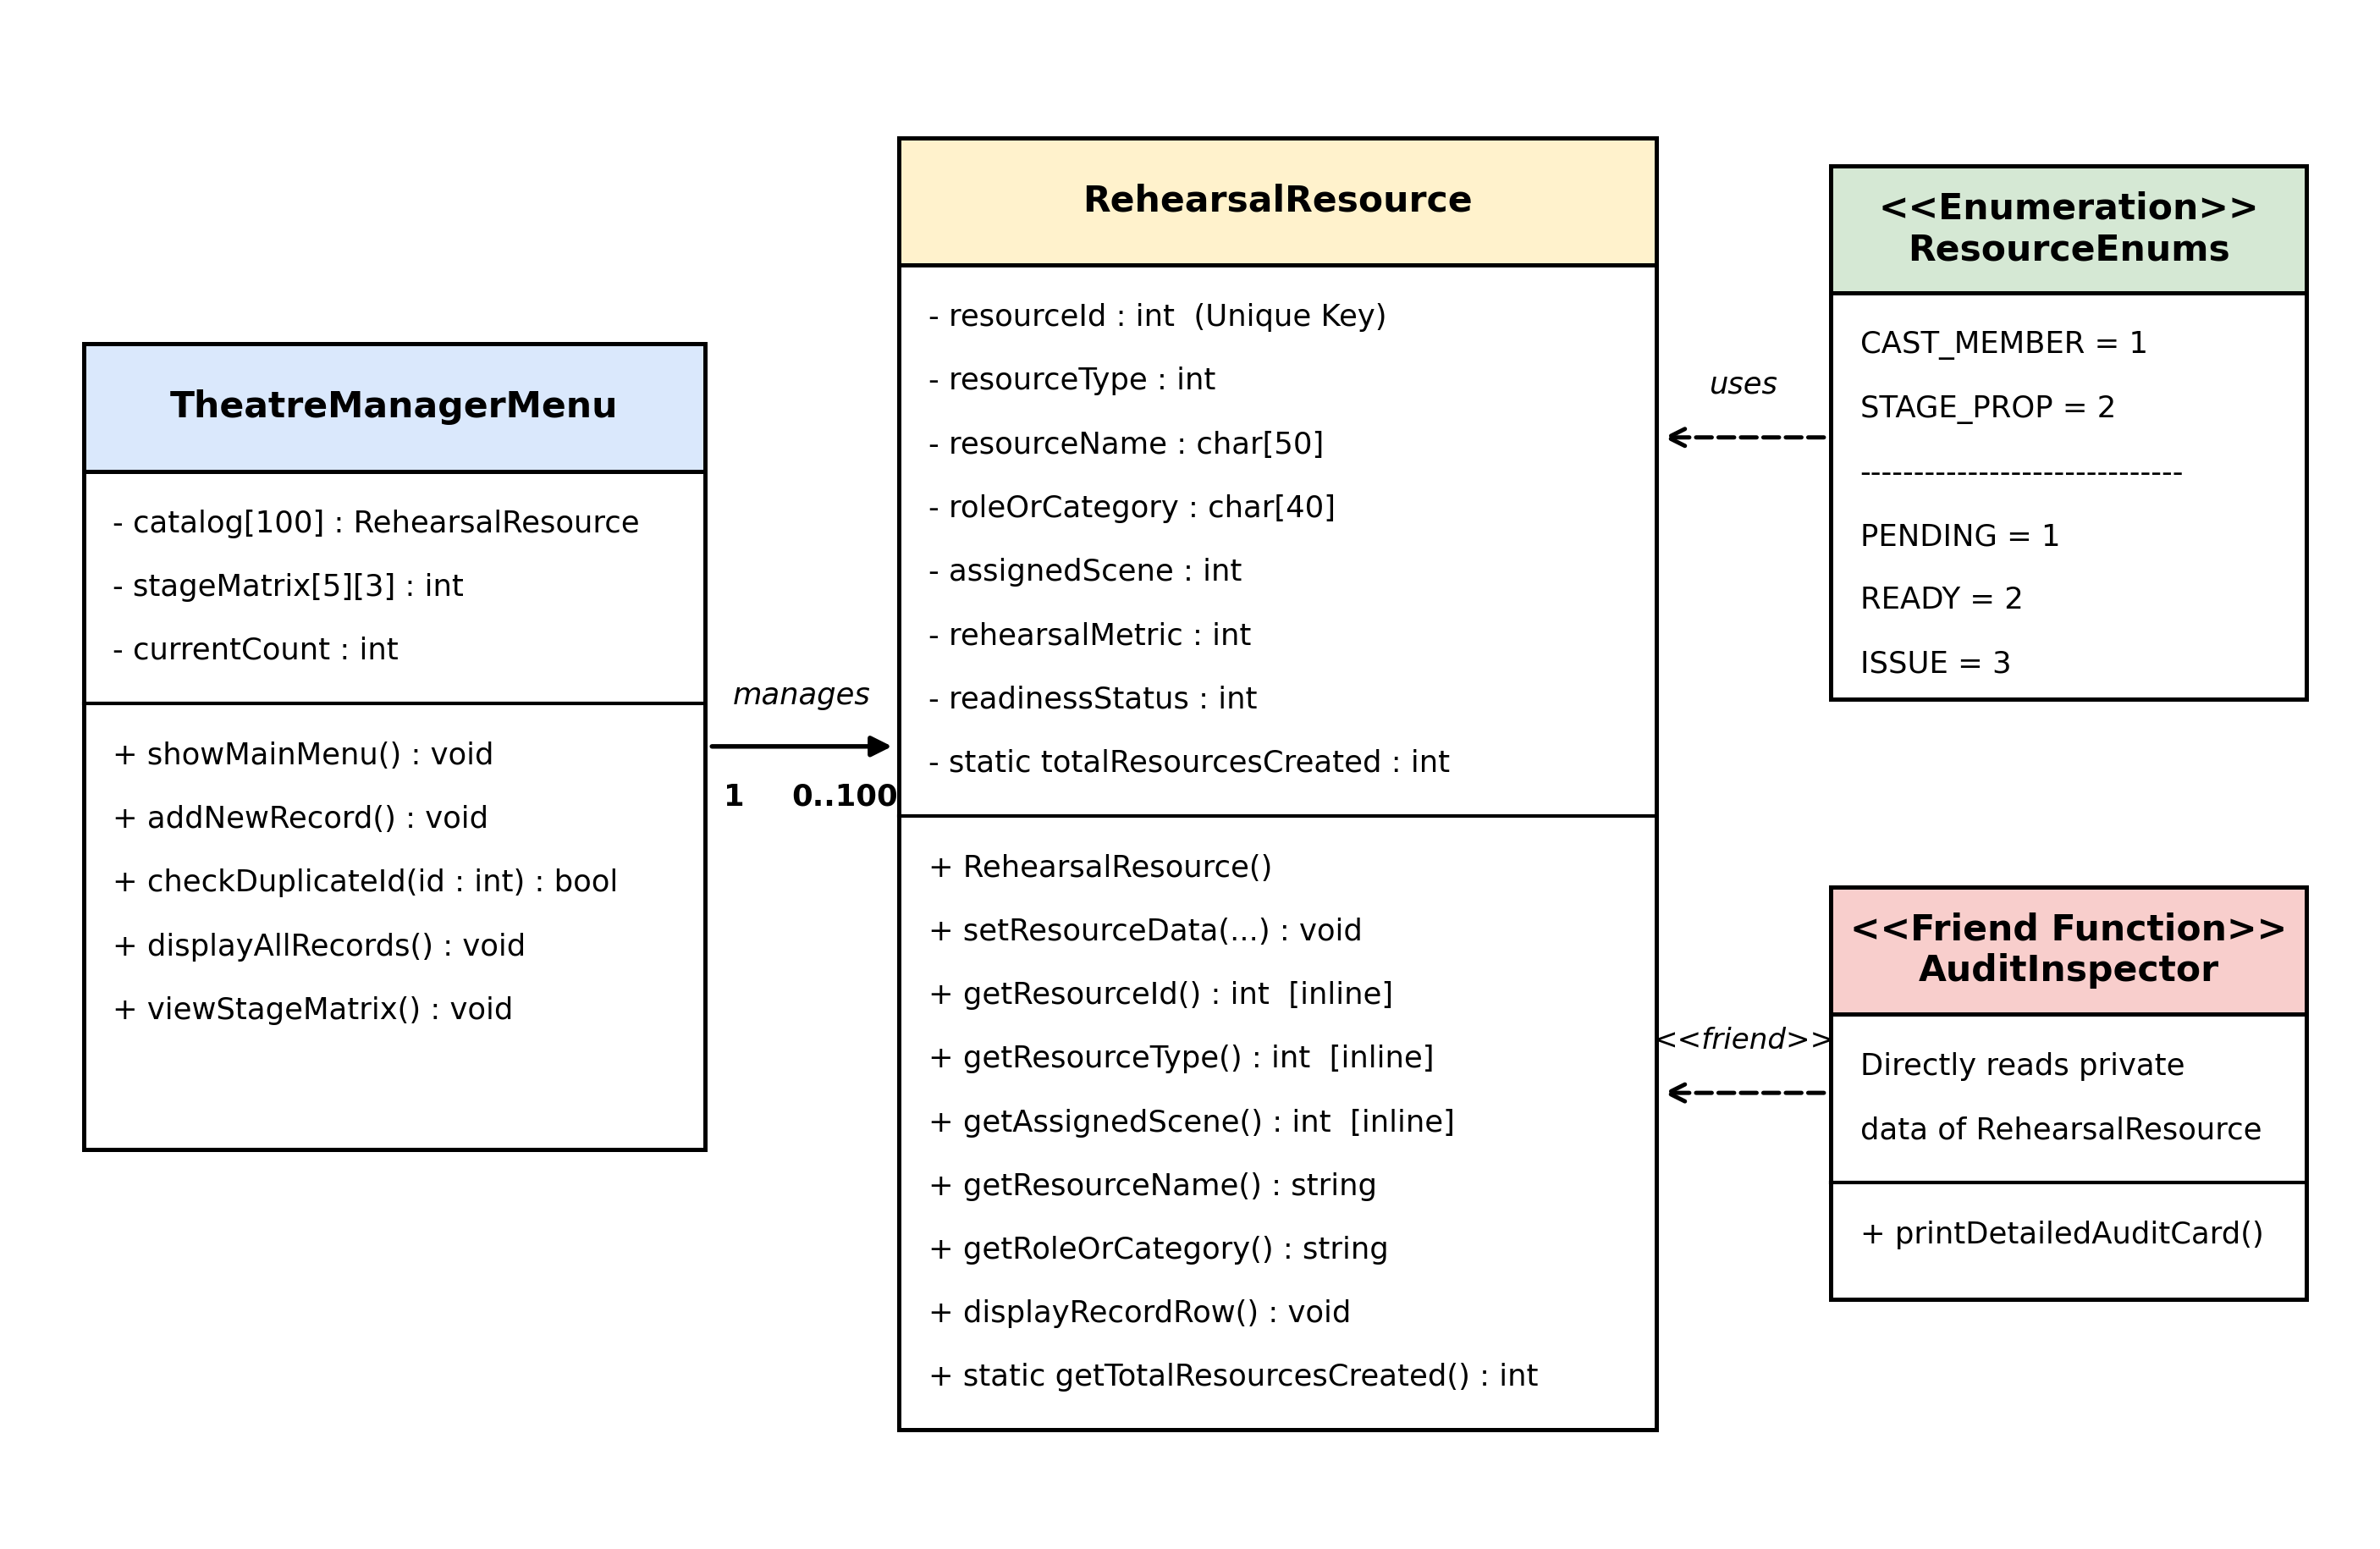 TheatreManagerMenu
- catalog[100] : RehearsalResource
- stageMatrix[5][3] : int
- currentCount : int
+ showMainMenu() : void
+ addNewRecord() : void
+ checkDuplicateId(id : int) : bool
+ displayAllRecords() : void
+ viewStageMatrix() : void
manages
1 0..100
RehearsalResource
- resourceId : int (Unique Key)
- resourceType : int
- resourceName : char[50]
- roleOrCategory : char[40]
- assignedScene : int
- rehearsalMetric : int
- readinessStatus : int
- static totalResourcesCreated : int
+ RehearsalResource()
+ setResourceData(...) : void
+ getResourceId() : int [inline]
+ getResourceType() : int [inline]
+ getAssignedScene() : int [inline]
+ getResourceName() : string
+ getRoleOrCategory() : string
+ displayRecordRow() : void
+ static getTotalResourcesCreated() : int
uses
<<Enumeration>>
ResourceEnums
CAST_MEMBER = 1
STAGE_PROP = 2
------------------------------
PENDING = 1
READY = 2
ISSUE = 3
<<friend>>
<<Friend Function>>
AuditInspector
Directly reads private
data of RehearsalResource
+ printDetailedAuditCard()